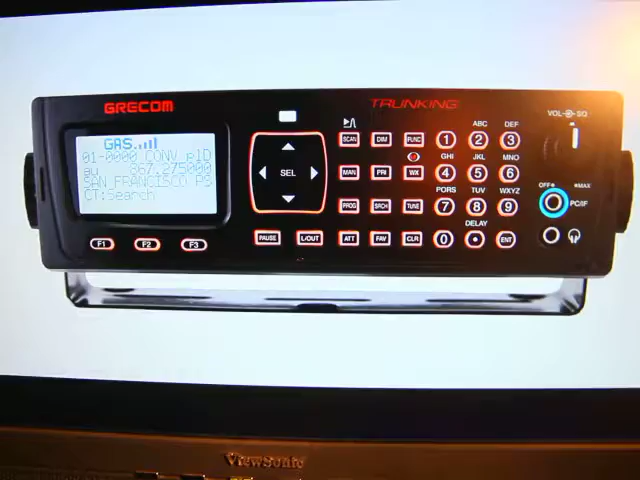 GRECOM
TRUNKING
VOL SQ
GAS
01-0000 CONV pID
au 867.275000
SAN FRANCISCO PS
CT:Search
F1 F2 F3
SEL
PAUSE L/OUT
SCAN DIM FUNC
MAN PRI WX
PROG SRCH TUNE
ATT FAV CLR
ABC DEF
1 2 3
GHI JKL MNO
4 5 6
PQRS TUV WXYZ
7 8 9
DELAY
0 • ENT
OFF MAX
PC/IF
ViewSonic